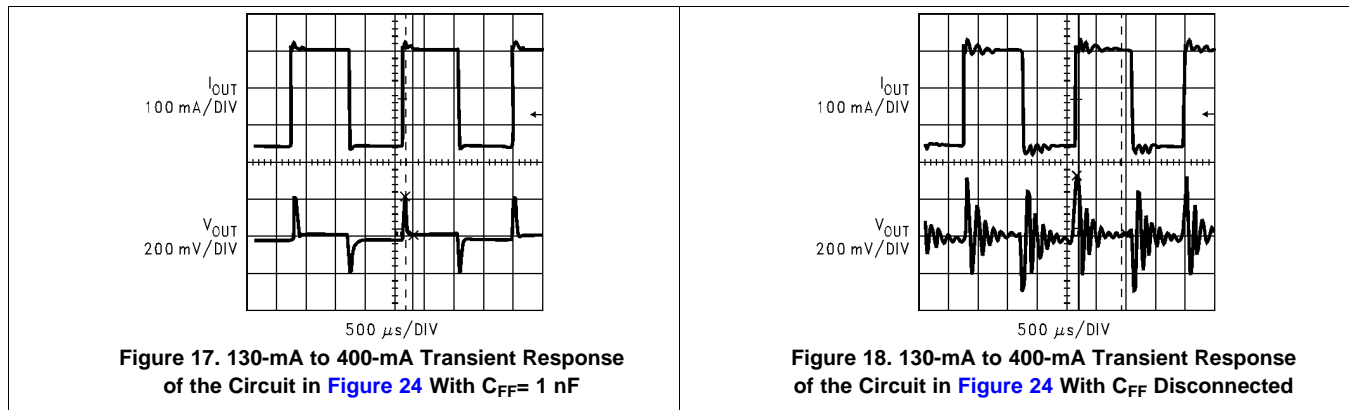 I_OUT
100 mA/DIV
V_OUT
200 mV/DIV
500 μs/DIV
Figure 17. 130-mA to 400-mA Transient Response
of the Circuit in Figure 24 With C_FF= 1 nF
I_OUT
100 mA/DIV
V_OUT
200 mV/DIV
500 μs/DIV
Figure 18. 130-mA to 400-mA Transient Response
of the Circuit in Figure 24 With C_FF Disconnected